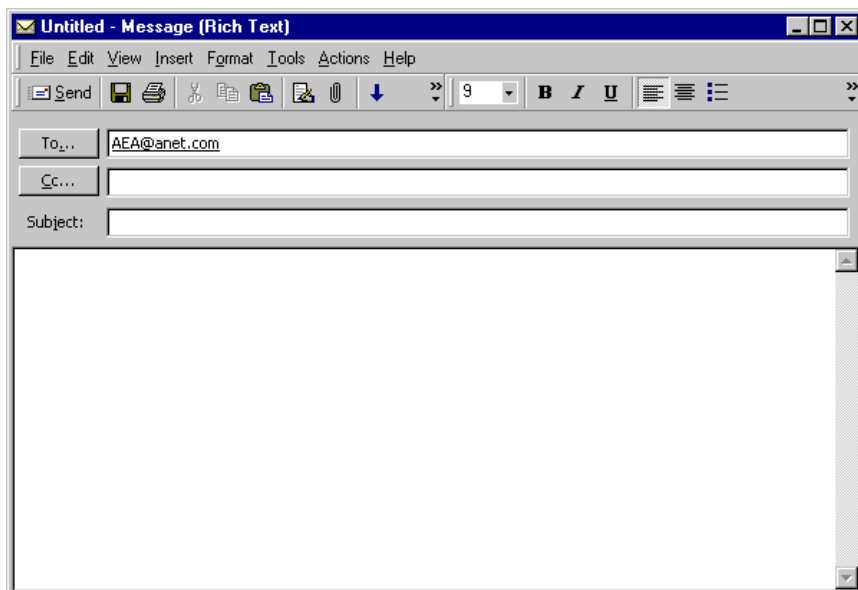 Untitled - Message (Rich Text)
File Edit View Insert Format Tools Actions Help
Send 9 B I U
To... AEA@anet.com
Cc...
Subject: